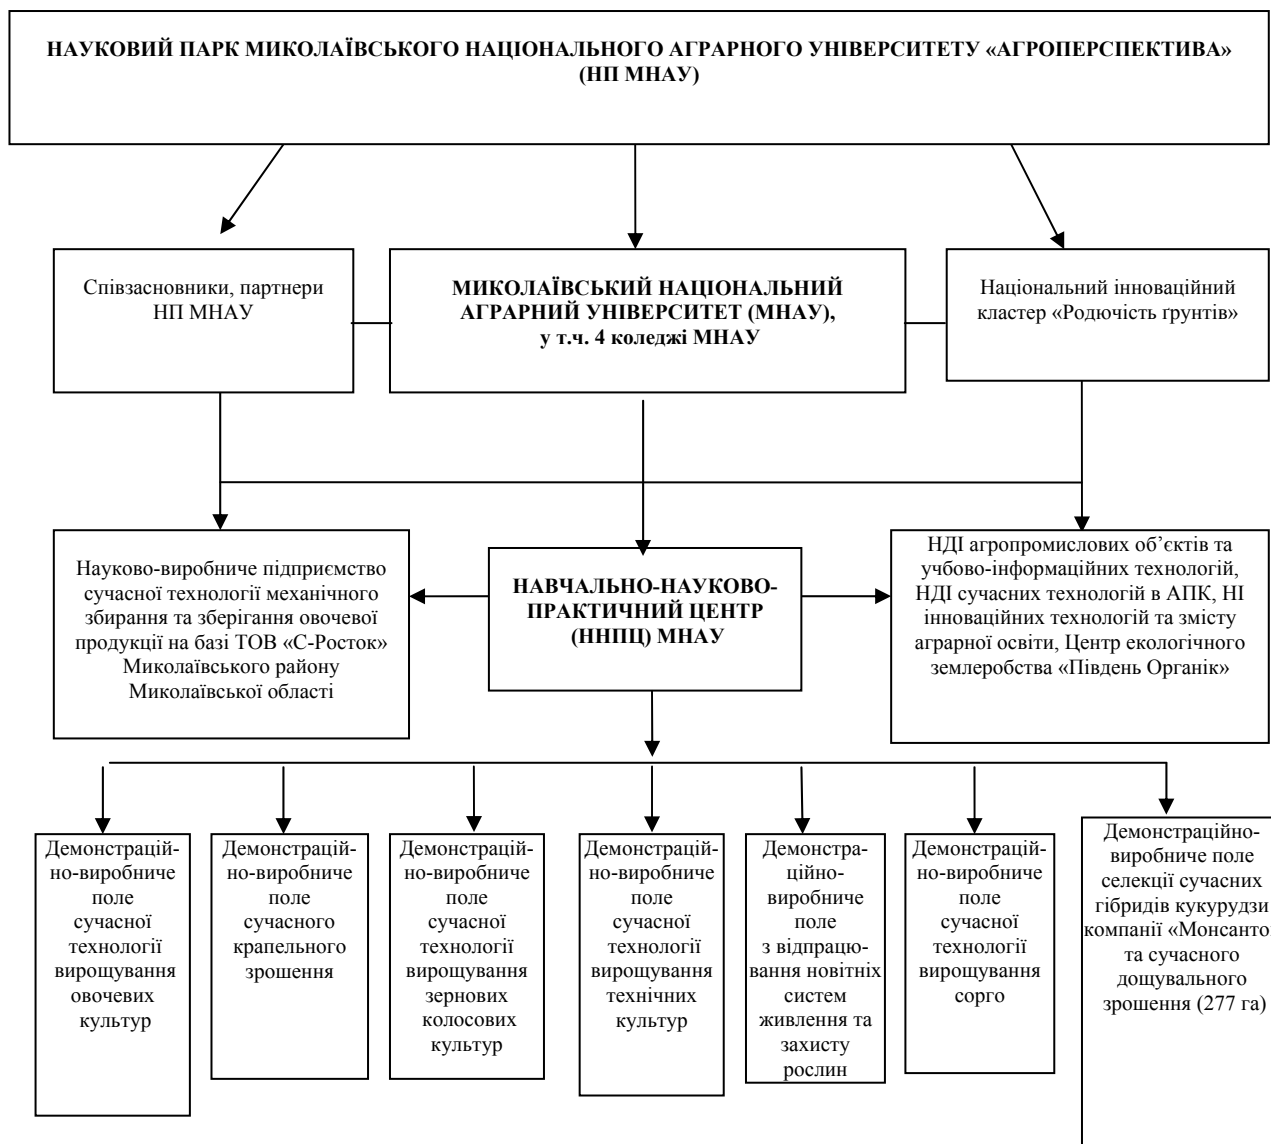 НАУКОВИЙ ПАРК МИКОЛАЇВСЬКОГО НАЦІОНАЛЬНОГО АГРАРНОГО УНІВЕРСИТЕТУ «АГРОПЕРСПЕКТИВА»
(НП МНАУ)
Співзасновники, партнери
НП МНАУ
МИКОЛАЇВСЬКИЙ НАЦІОНАЛЬНИЙ
АГРАРНИЙ УНІВЕРСИТЕТ (МНАУ),
у т.ч. 4 коледжі МНАУ
Національний інноваційний
кластер «Родючість ґрунтів»
Науково-виробниче підприємство
сучасної технології механічного
збирання та зберігання овочевої
продукції на базі ТОВ «С-Росток»
Миколаївського району
Миколаївської області
НАВЧАЛЬНО-НАУКОВО-
ПРАКТИЧНИЙ ЦЕНТР
(ННПЦ) МНАУ
НДІ агропромислових об’єктів та
учбово-інформаційних технологій,
НДІ сучасних технологій в АПК, НІ
інноваційних технологій та змісту
аграрної освіти, Центр екологічного
землеробства «Південь Органік»
Демонстрацій-
но-виробниче
поле
сучасної
технології
вирощування
овочевих
культур
Демонстрацій-
но-виробниче
поле
сучасного
крапельного
зрошення
Демонстрацій-
но-виробниче
поле
сучасної
технології
вирощування
зернових
колосових
культур
Демонстрацій-
но-виробниче
поле
сучасної
технології
вирощування
технічних
культур
Демонстра-
ційно-
виробниче
поле
з відпрацю-
вання новітніх
систем
живлення та
захисту
рослин
Демонстрацій-
но-виробниче
поле
сучасної
технології
вирощування
сорго
Демонстраційно-
виробниче поле
селекції сучасних
гібридів кукурудзи
компанії «Монсанто
та сучасного
дощувального
зрошення (277 га)